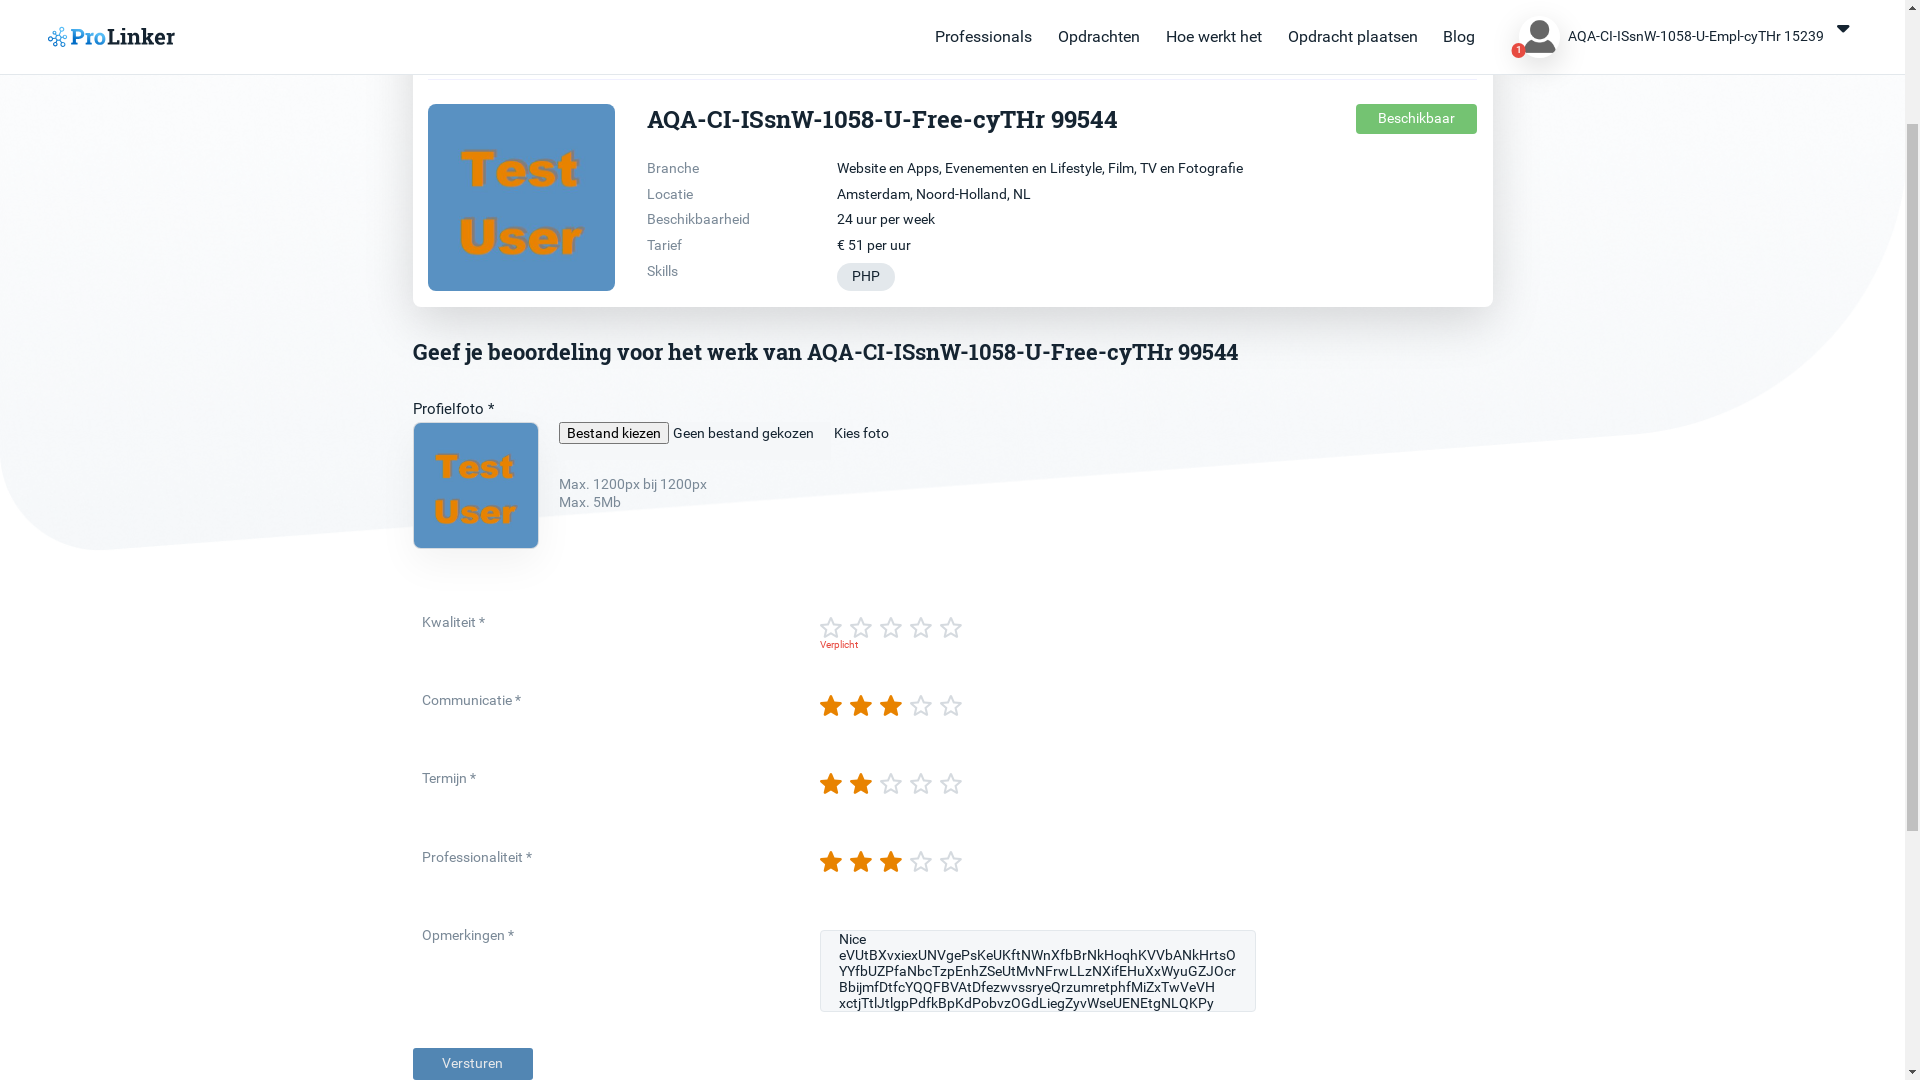 ProLinker
Professionals
Opdrachten
Hoe werkt het
Opdracht plaatsen
Blog
1
AQA-CI-ISsnW-1058-U-Empl-cyTHr 15239
Test
User
AQA-CI-ISsnW-1058-U-Free-cyTHr 99544
Beschikbaar
Branche
Website en Apps, Evenementen en Lifestyle, Film, TV en Fotografie
Locatie
Amsterdam, Noord-Holland, NL
Beschikbaarheid
24 uur per week
Tarief
€ 51 per uur
Skills
PHP
Geef je beoordeling voor het werk van AQA-CI-ISsnW-1058-U-Free-cyTHr 99544
Profielfoto *
Test
User
Bestand kiezen
Geen bestand gekozen
Kies foto
Max. 1200px bij 1200px
Max. 5Mb
Kwaliteit *
Verplicht
Communicatie *
Termijn *
Professionaliteit *
Opmerkingen *
Nice
eVUtBXvxiexUNVgePsKeUKftNWnXfbBrNkHoqhKVVbANkHrtsO
YYfbUZPfaNbcTzpEnhZSeUtMvNFrwLLzNXifEHuXxWyuGZJOcr
BbijmfDtfcYQQFBVAtDfezwvssryeQrzumretphfMiZxTwVeVH
xctjTtlJtlgpPdfkBpKdPobvzOGdLiegZyvWseUENEtgNLQKPy
Versturen